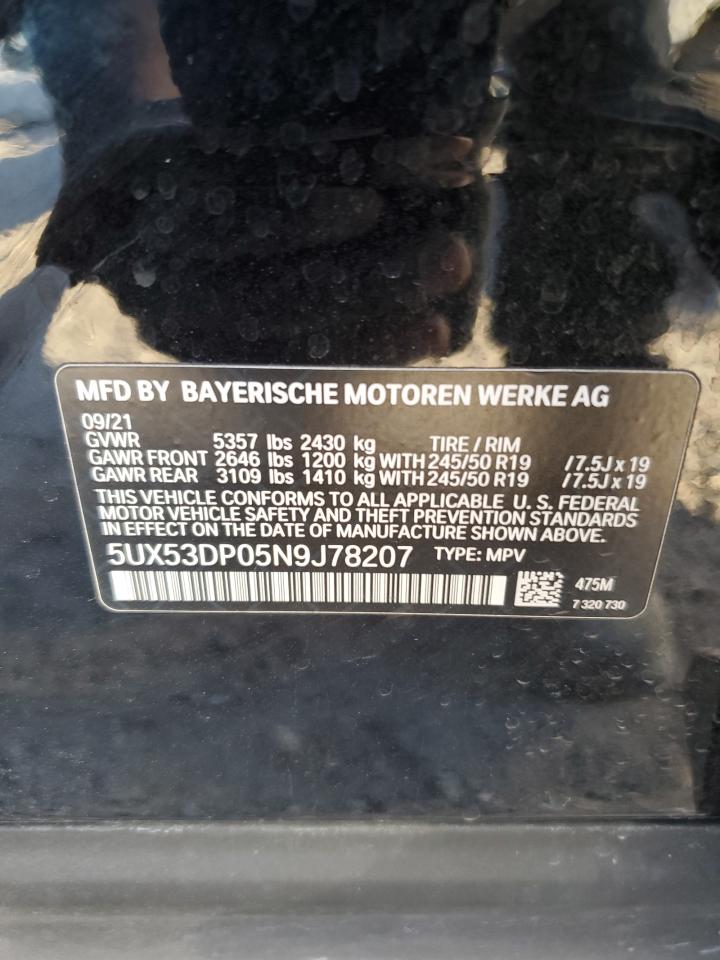 MFD BY BAYERISCHE MOTOREN WERKE AG
09/21
GVWR 5357 lbs 2430 kg TIRE / RIM
GAWR FRONT 2646 lbs 1200 kg WITH 245/50 R19 /7.5J x 19
GAWR REAR 3109 lbs 1410 kg WITH 245/50 R19 /7.5J x 19
THIS VEHICLE CONFORMS TO ALL APPLICABLE U. S. FEDERAL
MOTOR VEHICLE SAFETY AND THEFT PREVENTION STANDARDS
IN EFFECT ON THE DATE OF MANUFACTURE SHOWN ABOVE.
5UX53DP05N9J78207 TYPE: MPV
475M
7 320 730